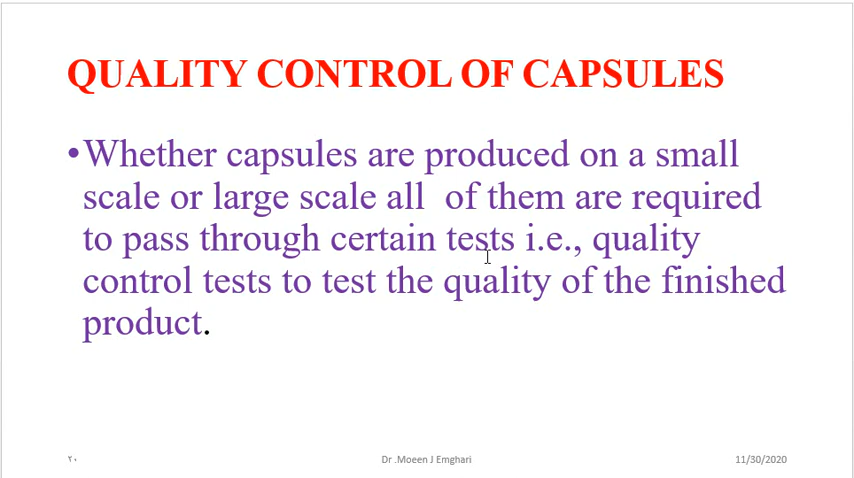 QUALITY CONTROL OF CAPSULES
•Whether capsules are produced on a small
scale or large scale all  of them are required
to pass through certain tests i.e., quality
control tests to test the quality of the finished
product.
٢٠
Dr .Moeen J Emghari
11/30/2020